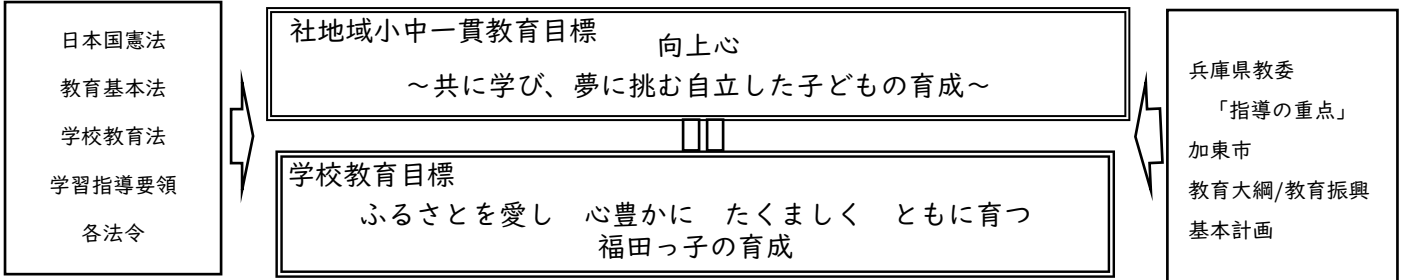 日本国憲法
教育基本法
学校教育法
学習指導要領
各法令
社地域小中一貫教育目標
向上心
～共に学び、夢に挑む自立した子どもの育成～
学校教育目標
ふるさとを愛し　心豊かに　たくましく　ともに育つ
福田っ子の育成
兵庫県教委
「指導の重点」
加東市
教育大綱/教育振興
基本計画